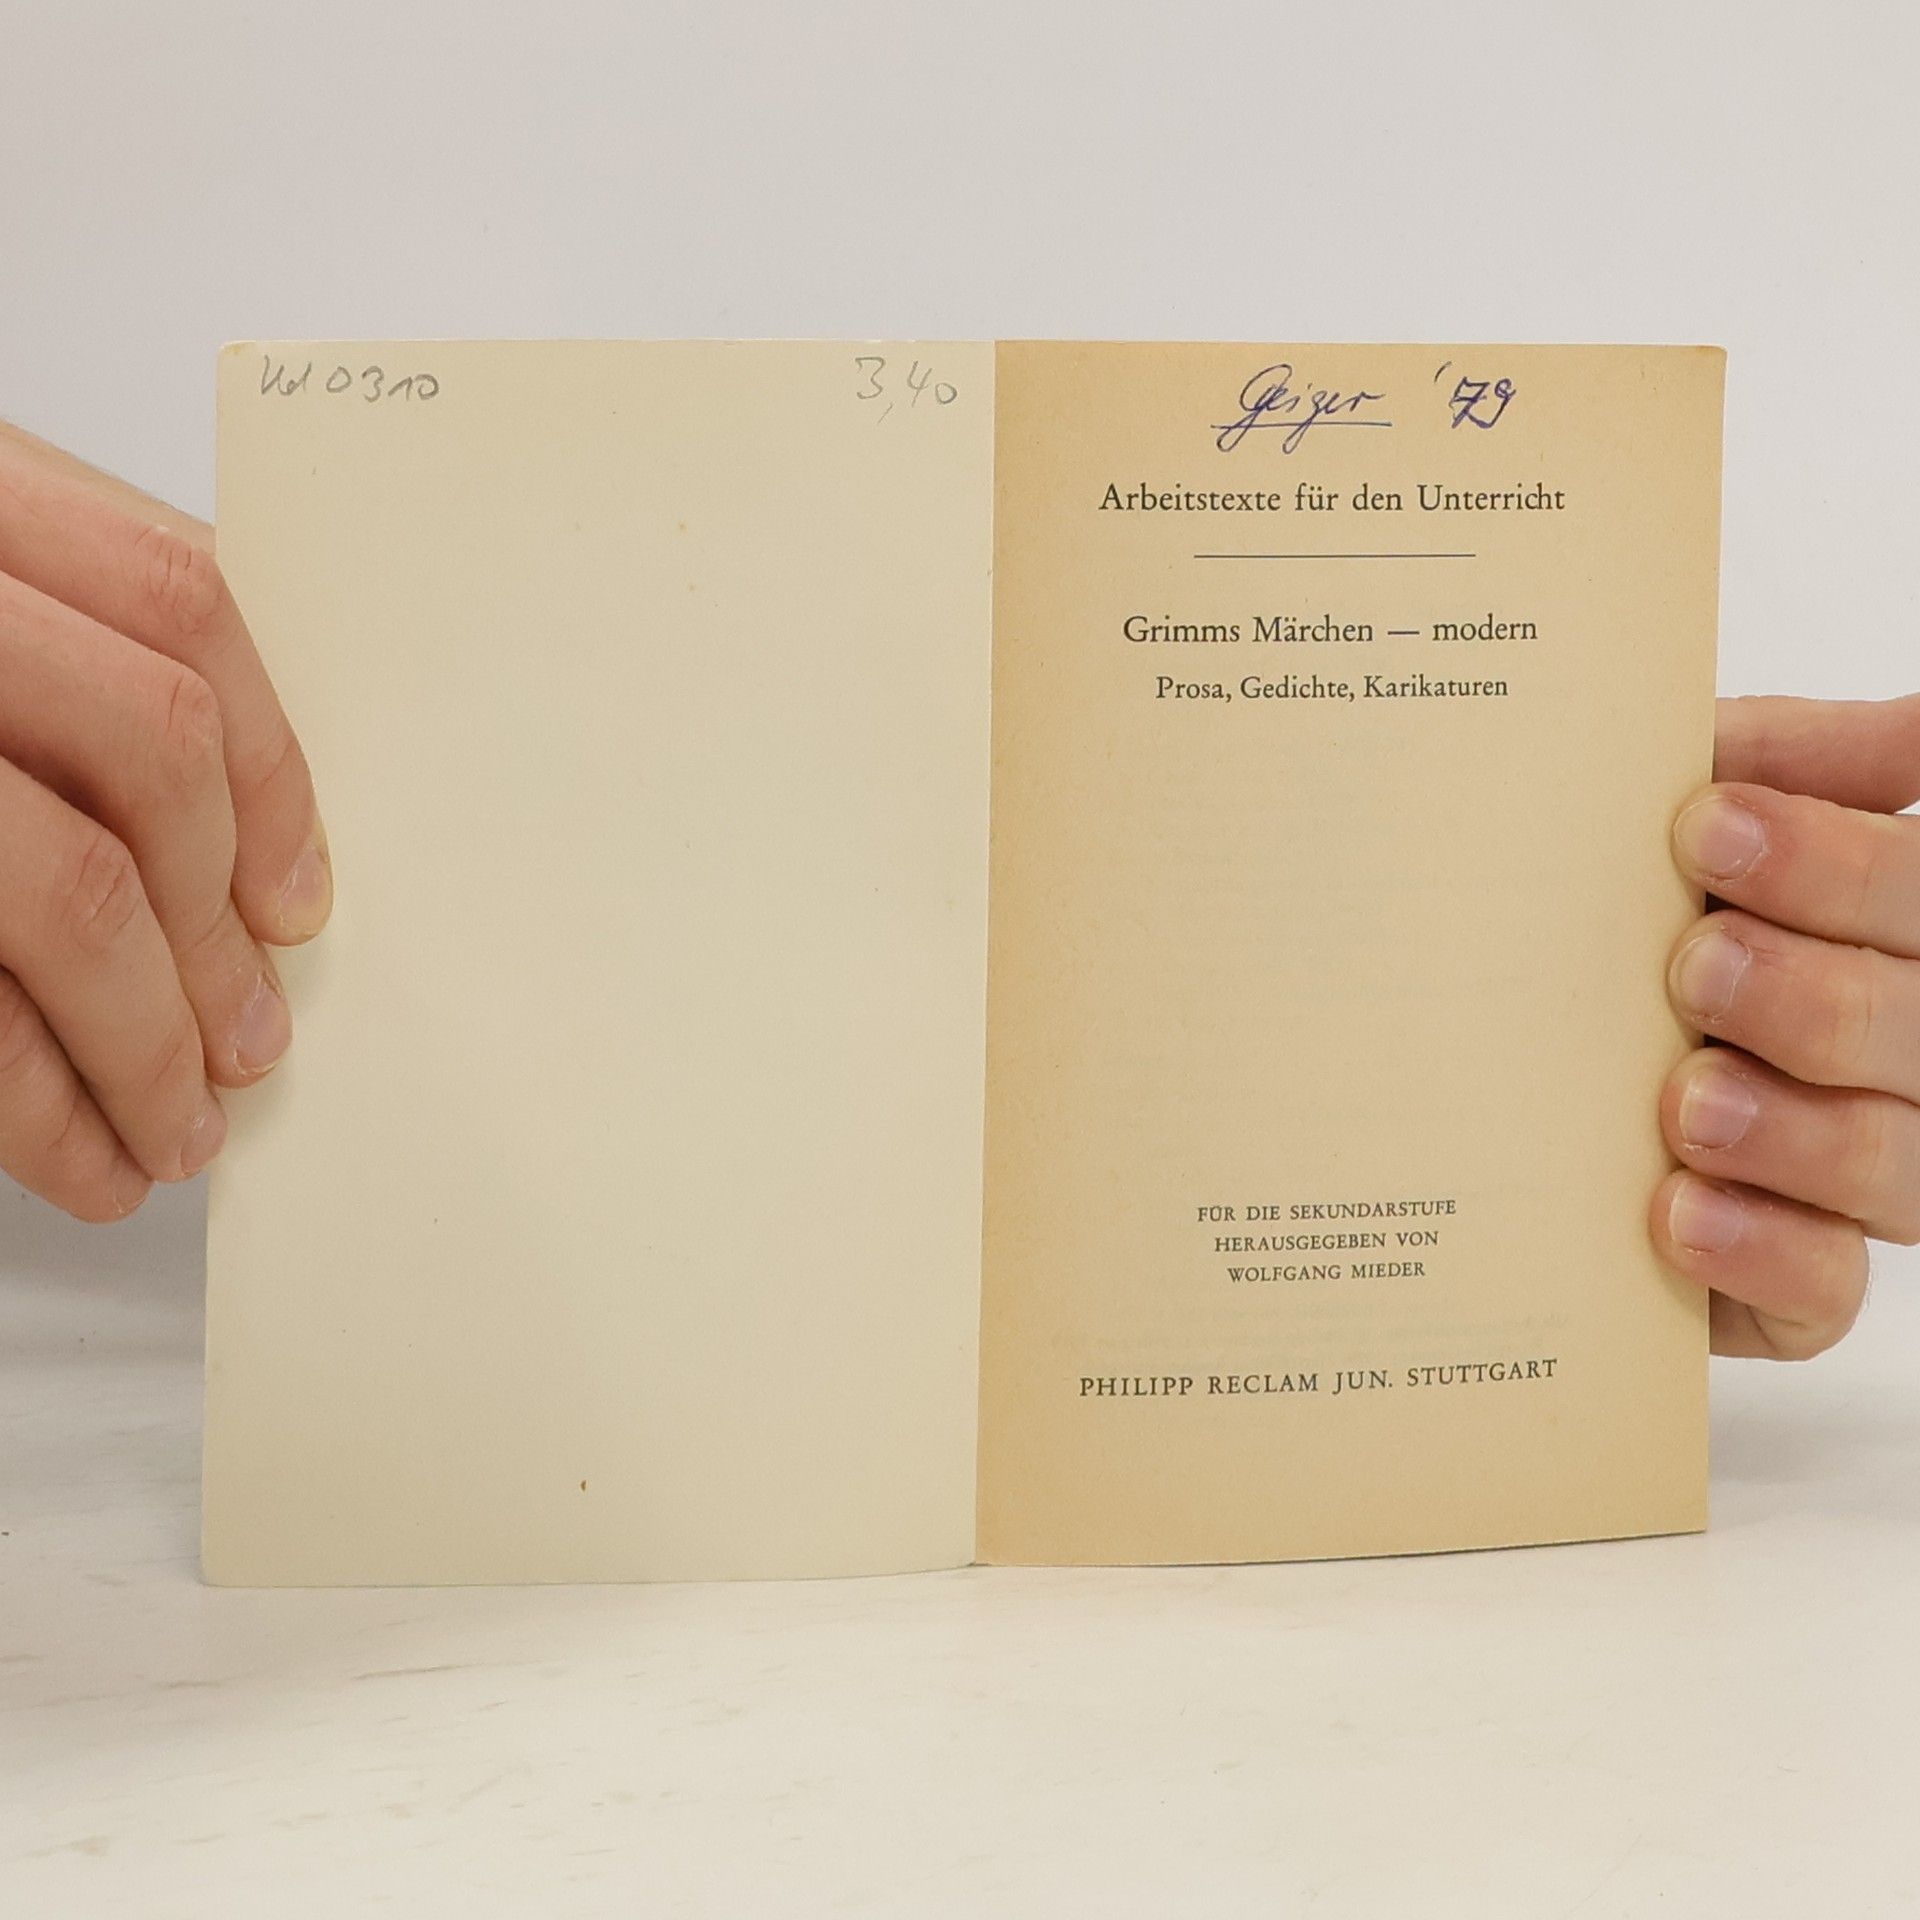 0310
3,40
Geiger '79
Arbeitstexte für den Unterricht
Grimms Märchen — modern
Prosa, Gedichte, Karikaturen
FÜR DIE SEKUNDARSTUFE
HERAUSGEGEBEN VON
WOLFGANG MIEDER
PHILIPP RECLAM JUN. STUTTGART